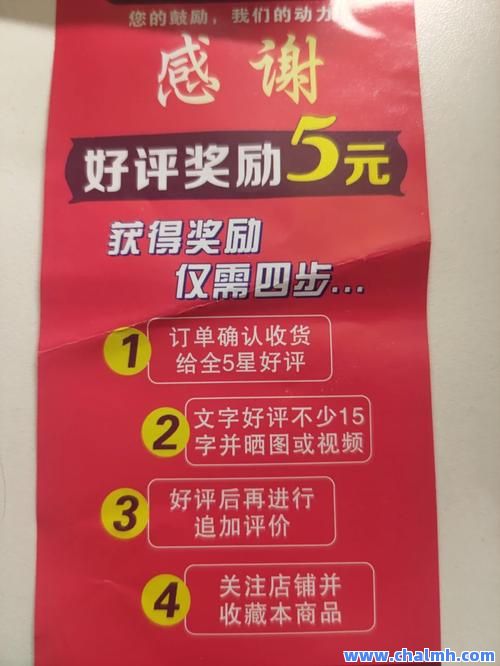 您的鼓励，我们的动力
感谢
好评奖励5元
获得奖励
仅需四步...
1 订单确认收货
给全5星好评
2 文字好评不少15
字并晒图或视频
3 好评后再进行
追加评价
4 关注店铺并
收藏本商品
www.chalmh.com